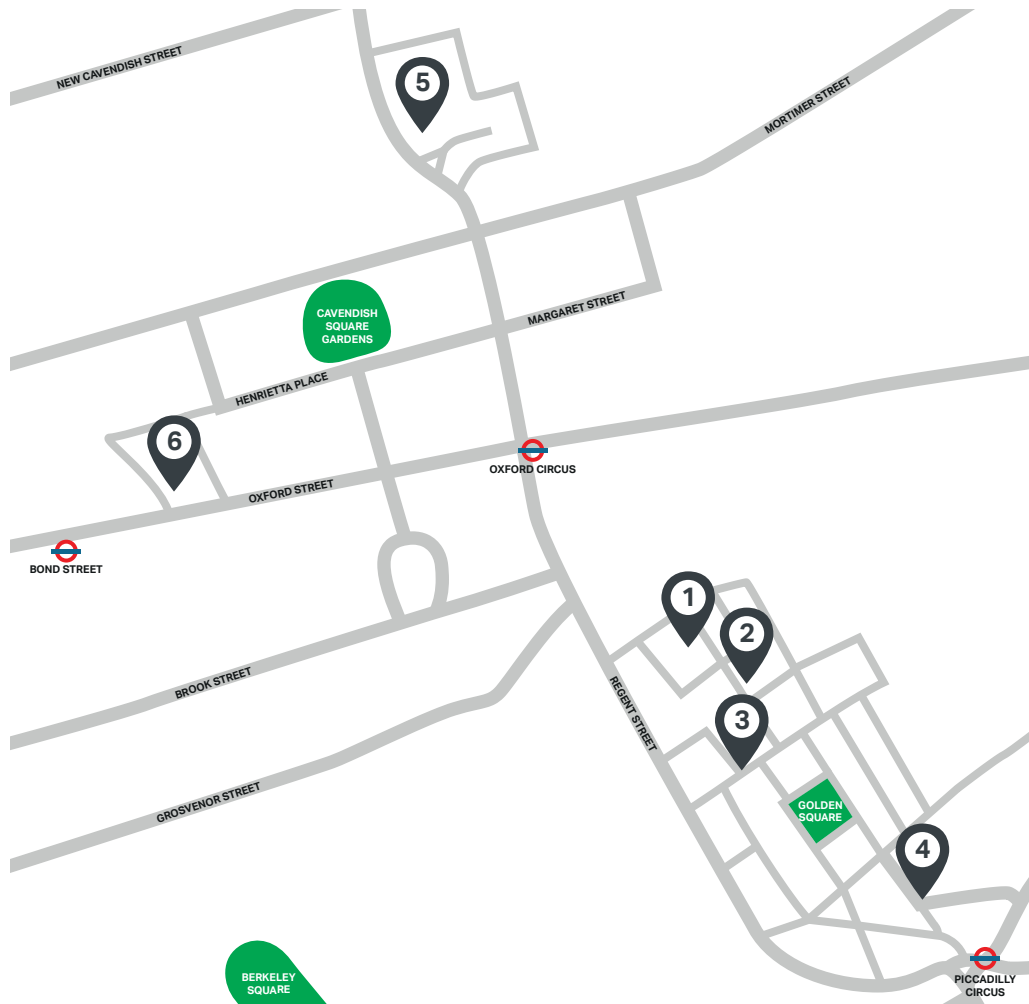 NEW CAVENDISH STREET
5
MORTIMER STREET
CAVENDISH
SQUARE
GARDENS
MARGARET STREET
HENRIETTA PLACE
6
OXFORD CIRCUS
OXFORD STREET
BOND STREET
1
2
BROOK STREET
REGENT STREET
3
GROSVENOR STREET
GOLDEN
SQUARE
4
BERKELEY
SQUARE
PICCADILLY
CIRCUS